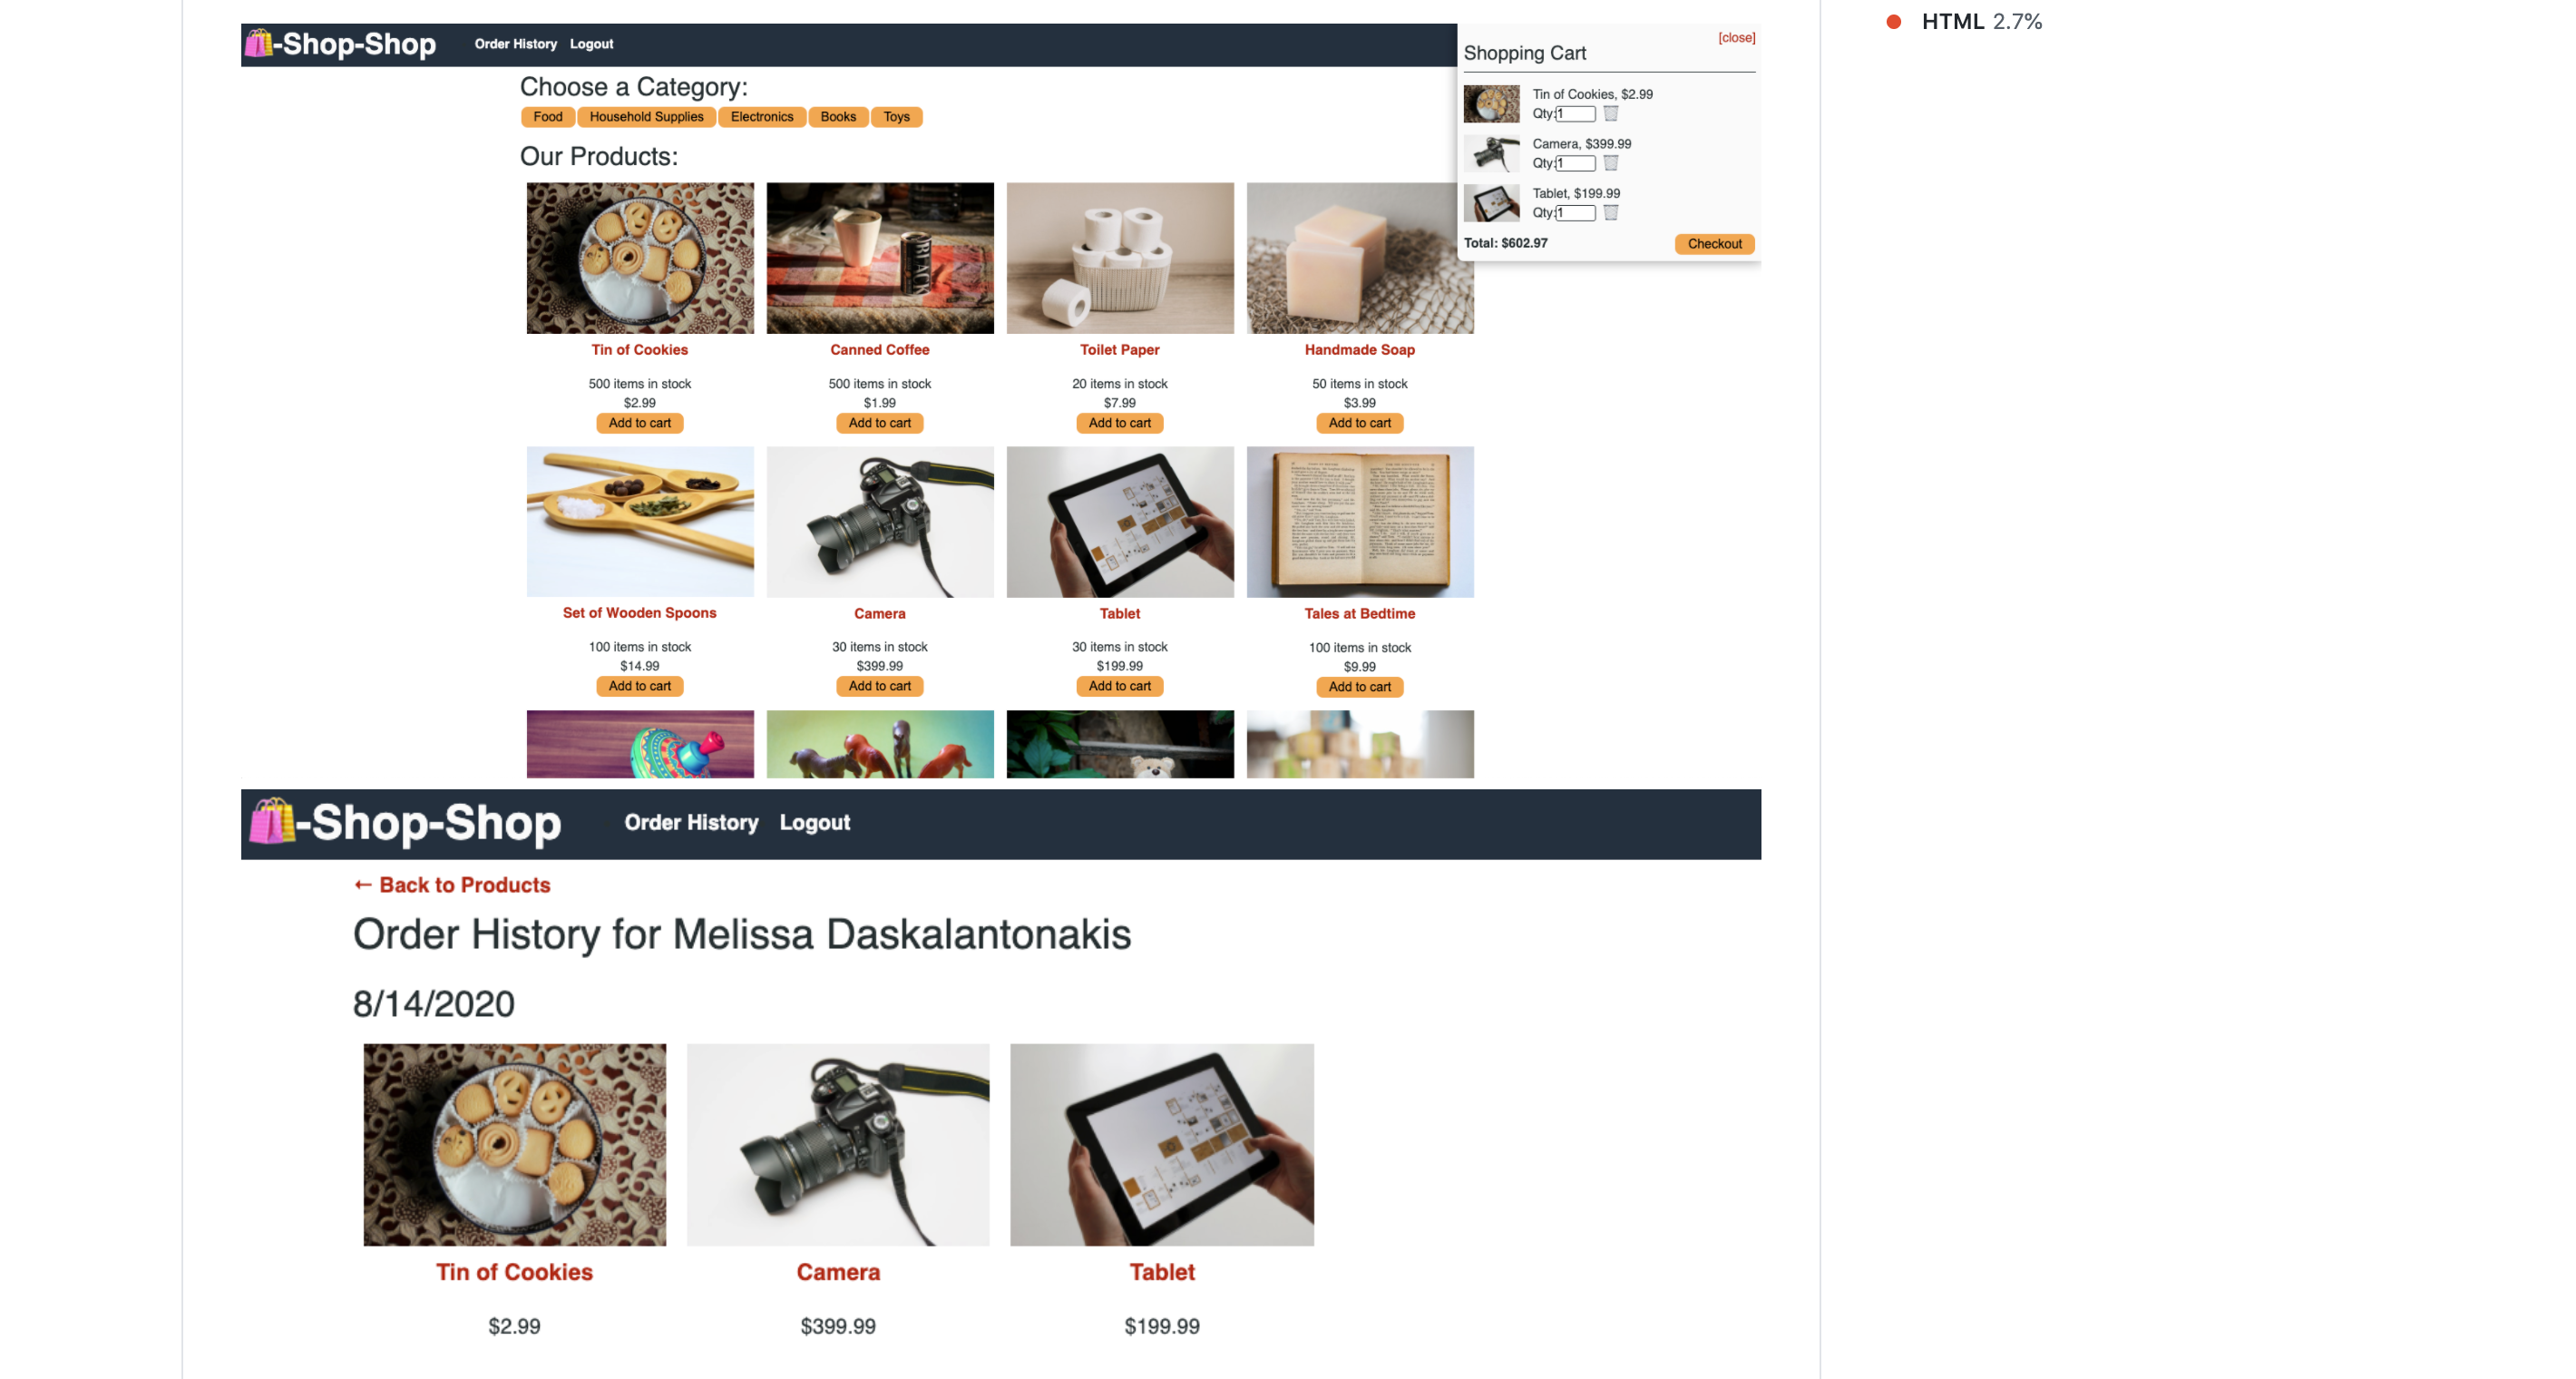 -Shop-Shop
Order History Logout
[close]
Shopping Cart
Tin of Cookies, $2.99
Qty:1
Camera, $399.99
Qty:1
Tablet, $199.99
Qty:1
Total: $602.97 Checkout
Choose a Category:
Food Household Supplies Electronics Books Toys
Our Products:
Tin of Cookies Canned Coffee Toilet Paper Handmade Soap
500 items in stock 500 items in stock 20 items in stock 50 items in stock
$2.99 $1.99 $7.99 $3.99
Add to cart Add to cart Add to cart Add to cart
Set of Wooden Spoons Camera Tablet Tales at Bedtime
100 items in stock 30 items in stock 30 items in stock 100 items in stock
$14.99 $399.99 $199.99 $9.99
Add to cart Add to cart Add to cart Add to cart
-Shop-Shop
Order History Logout
← Back to Products
Order History for Melissa Daskalantonakis
8/14/2020
Tin of Cookies Camera Tablet
$2.99 $399.99 $199.99
HTML 2.7%